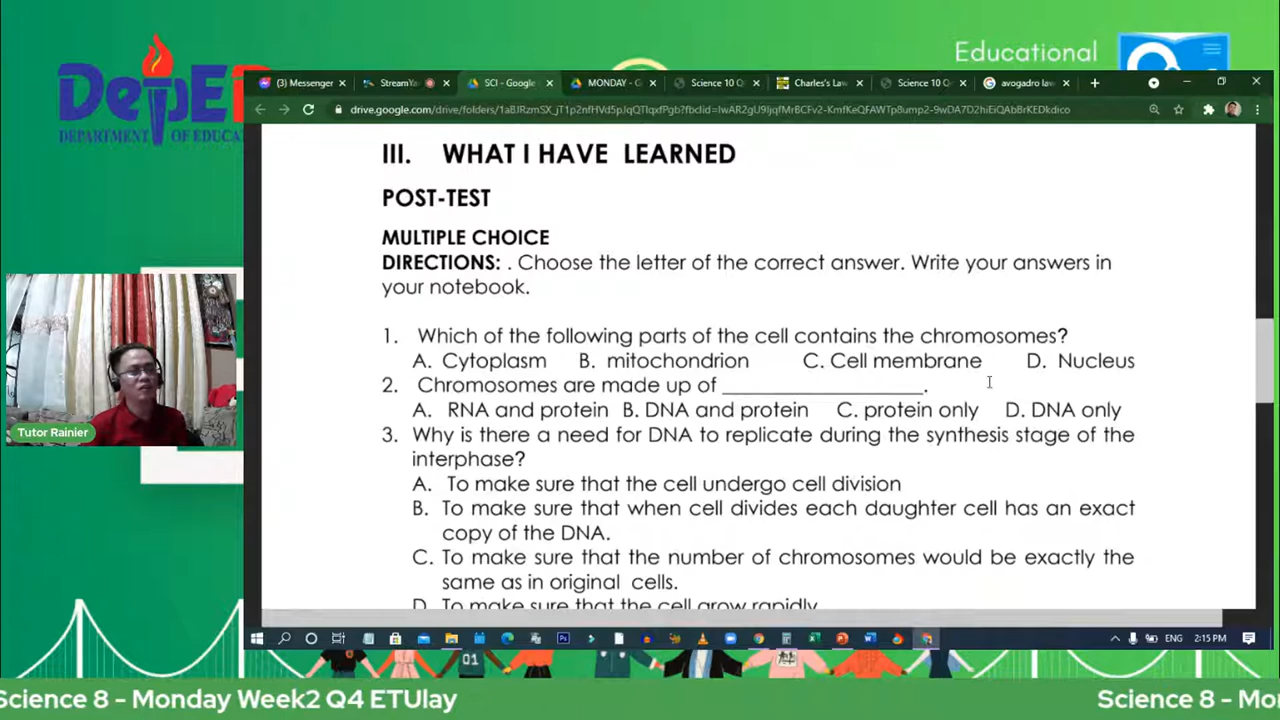 DepE
DEPARTMENT OF EDUCA
Educational
(3) Messenger
StreamYa
SCI - Google
MONDAY - G
Science 10 Q
Charles's Law
Science 10 Q
avogadro law
III. WHAT I HAVE LEARNED
POST-TEST
MULTIPLE CHOICE
DIRECTIONS: . Choose the letter of the correct answer. Write your answers in
your notebook.
1. Which of the following parts of the cell contains the chromosomes?
A. Cytoplasm B. mitochondrion C. Cell membrane D. Nucleus
2. Chromosomes are made up of ____________________.
A. RNA and protein B. DNA and protein C. protein only D. DNA only
3. Why is there a need for DNA to replicate during the synthesis stage of the
interphase?
A. To make sure that the cell undergo cell division
B. To make sure that when cell divides each daughter cell has an exact
copy of the DNA.
C. To make sure that the number of chromosomes would be exactly the
same as in original cells.
D. To make sure that the cell grow rapidly
Tutor Rainier
01
ENG 2:15 PM
Science 8 - Monday Week2 Q4 ETUlay
Science 8 - Mo